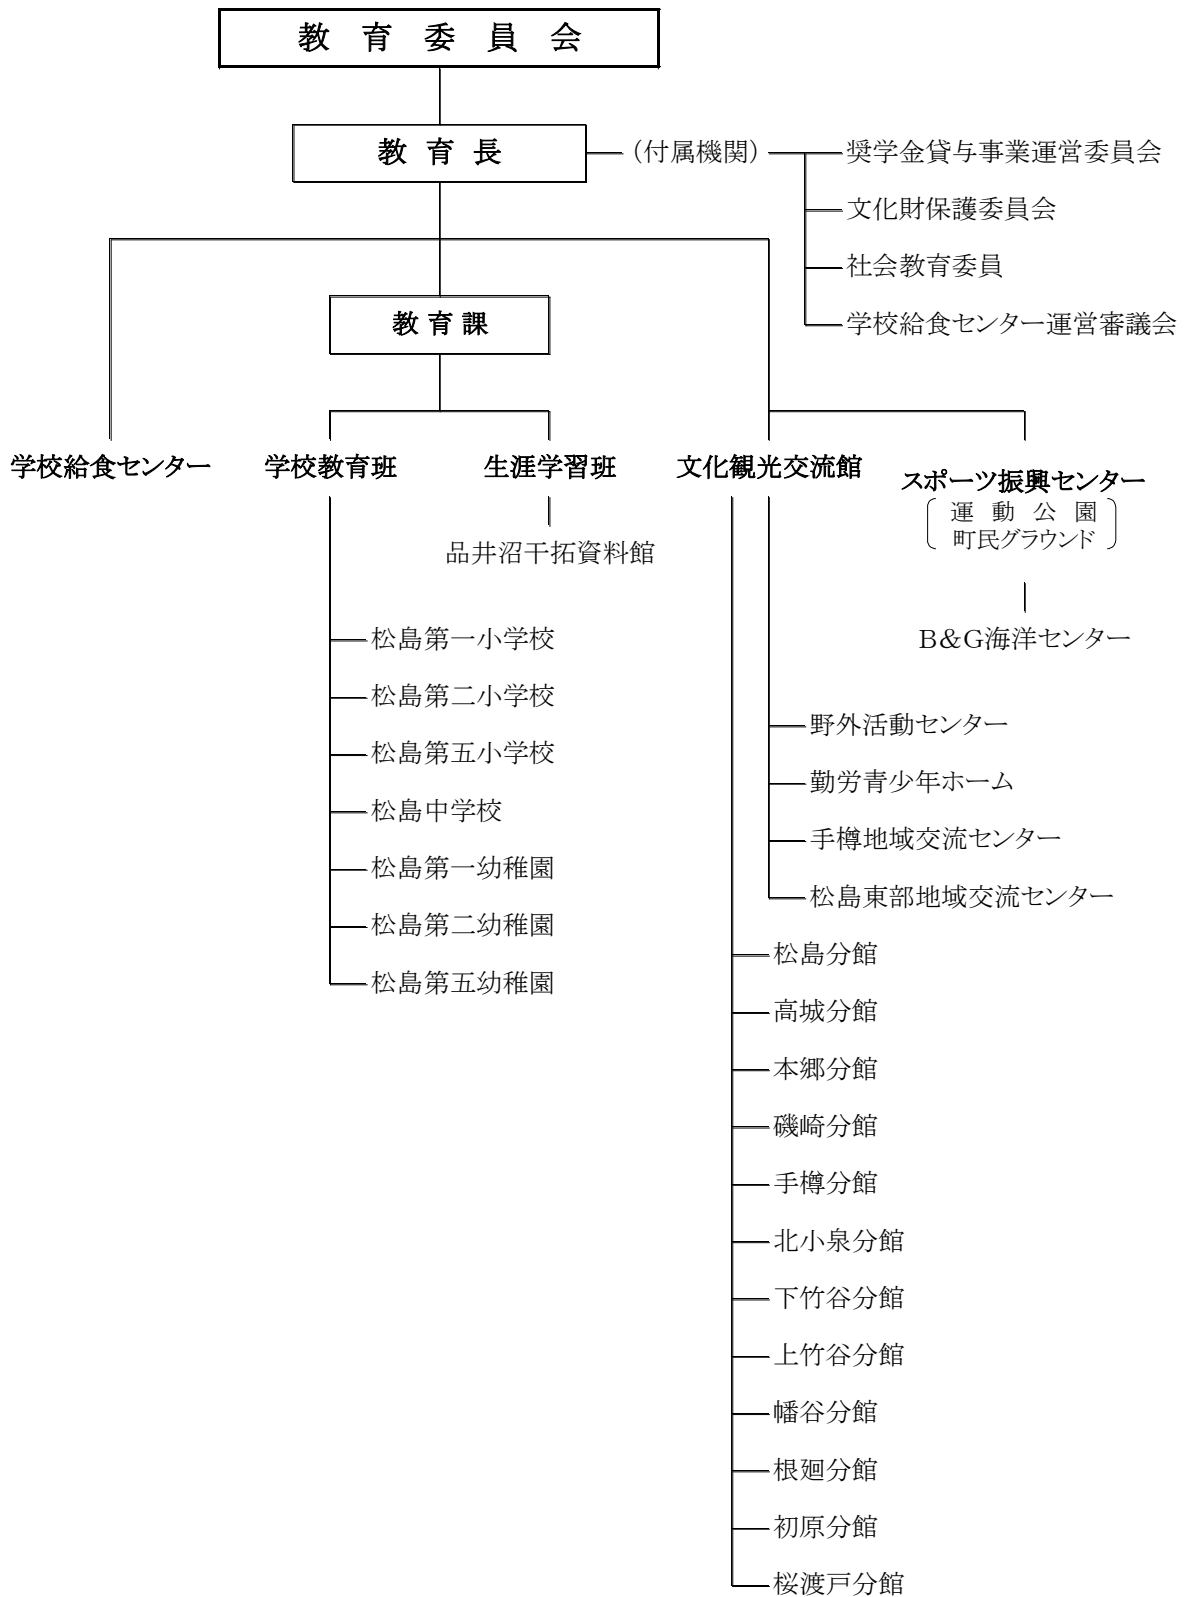 教育委員会
教育長
（付属機関）
奨学金貸与事業運営委員会
文化財保護委員会
社会教育委員
学校給食センター運営審議会
教育課
学校給食センター
学校教育班
生涯学習班
文化観光交流館
スポーツ振興センター
運動公園
町民グラウンド
品井沼干拓資料館
B＆G海洋センター
松島第一小学校
松島第二小学校
松島第五小学校
松島中学校
松島第一幼稚園
松島第二幼稚園
松島第五幼稚園
野外活動センター
勤労青少年ホーム
手樽地域交流センター
松島東部地域交流センター
松島分館
高城分館
本郷分館
磯崎分館
手樽分館
北小泉分館
下竹谷分館
上竹谷分館
幡谷分館
根廻分館
初原分館
桜渡戸分館